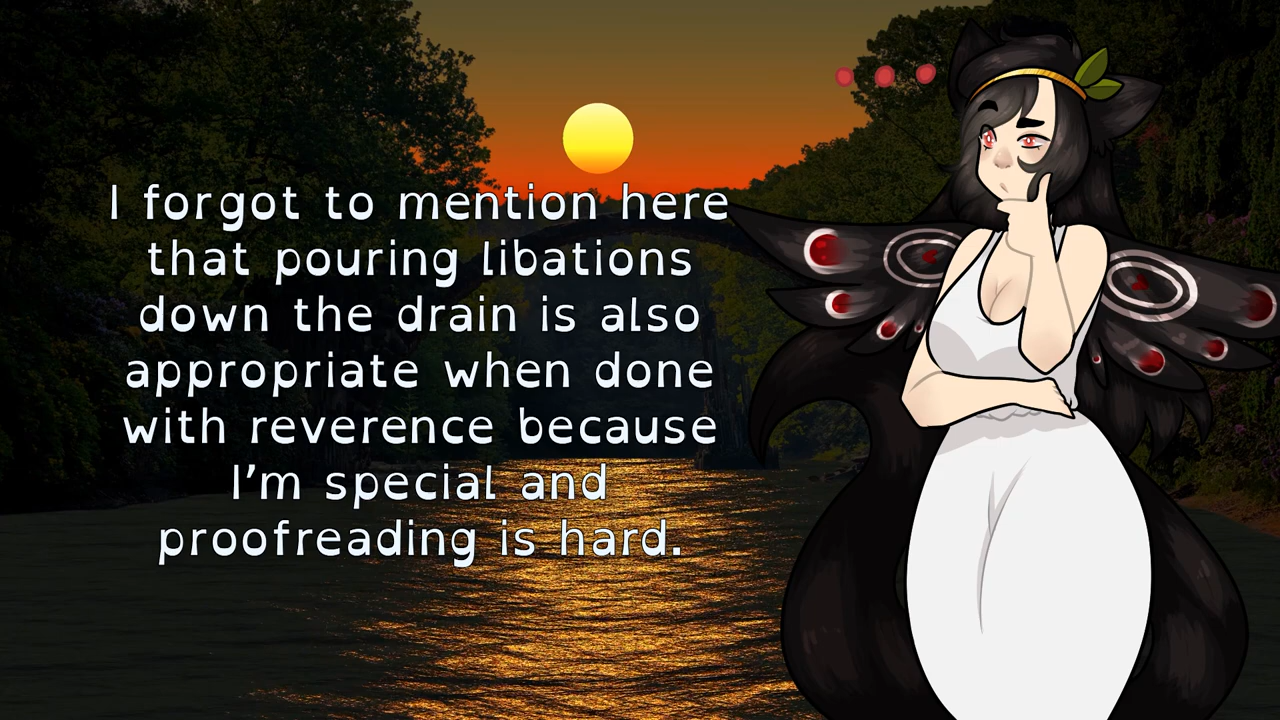 I forgot to mention here
that pouring libations
down the drain is also
appropriate when done
with reverence because
I'm special and
proofreading is hard.